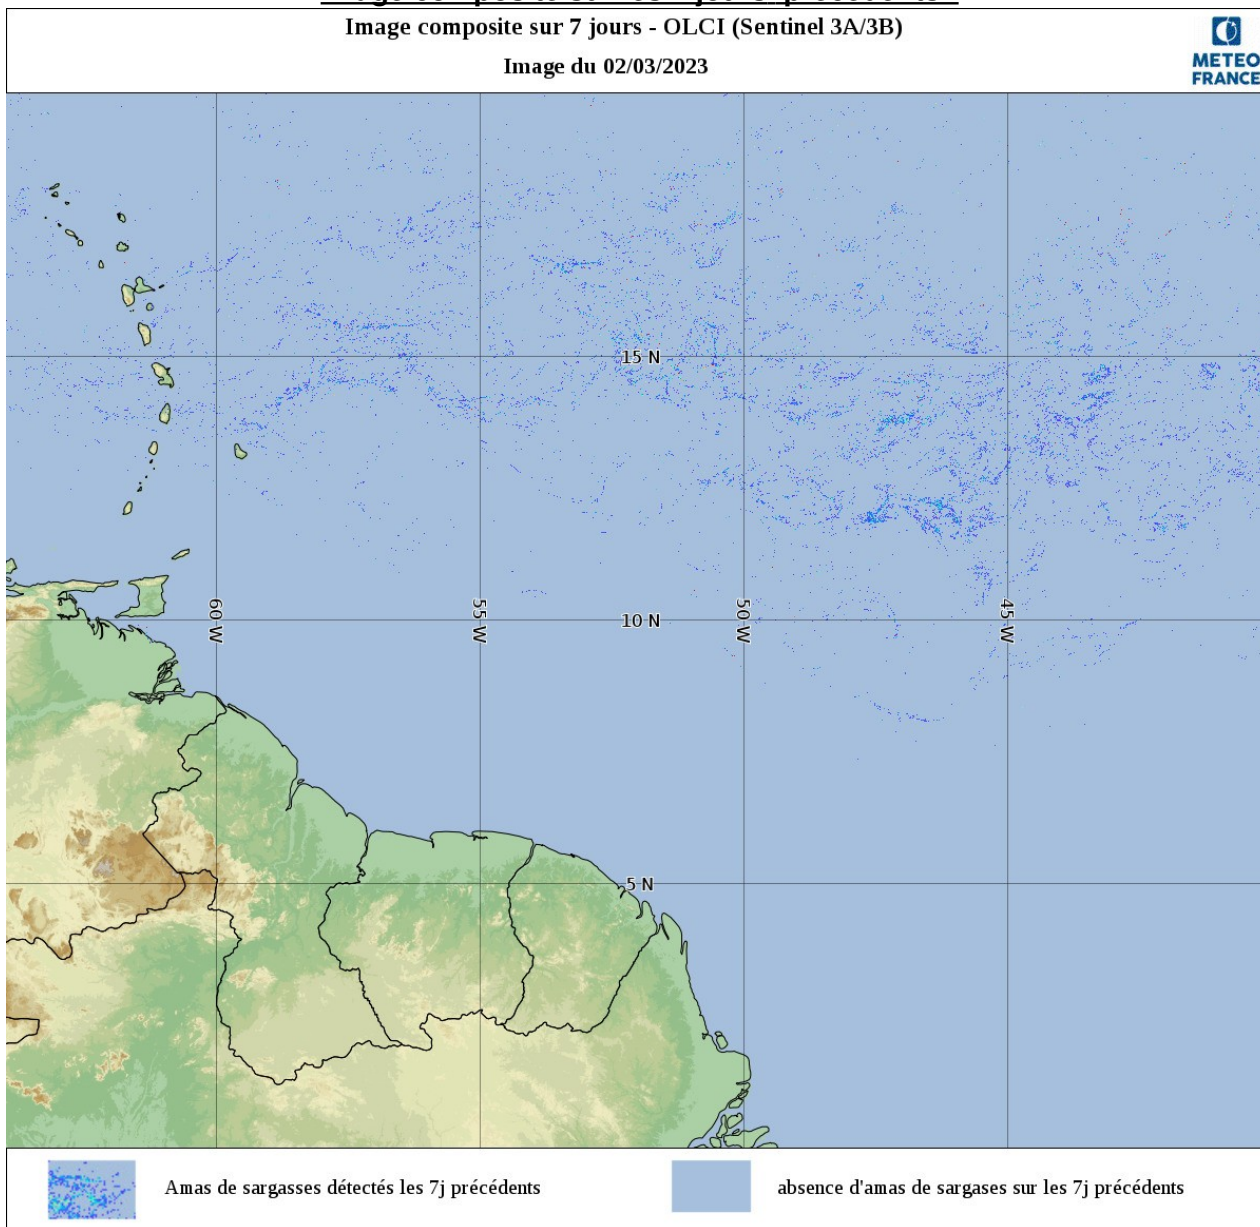 Image composite sur 7 jours - OLCI (Sentinel 3A/3B)
Image du 02/03/2023
METEO
FRANCE
15 N
60 W
55 W
10 N
50 W
45 W
5 N
Amas de sargasses détectés les 7j précédents
absence d'amas de sargases sur les 7j précédents